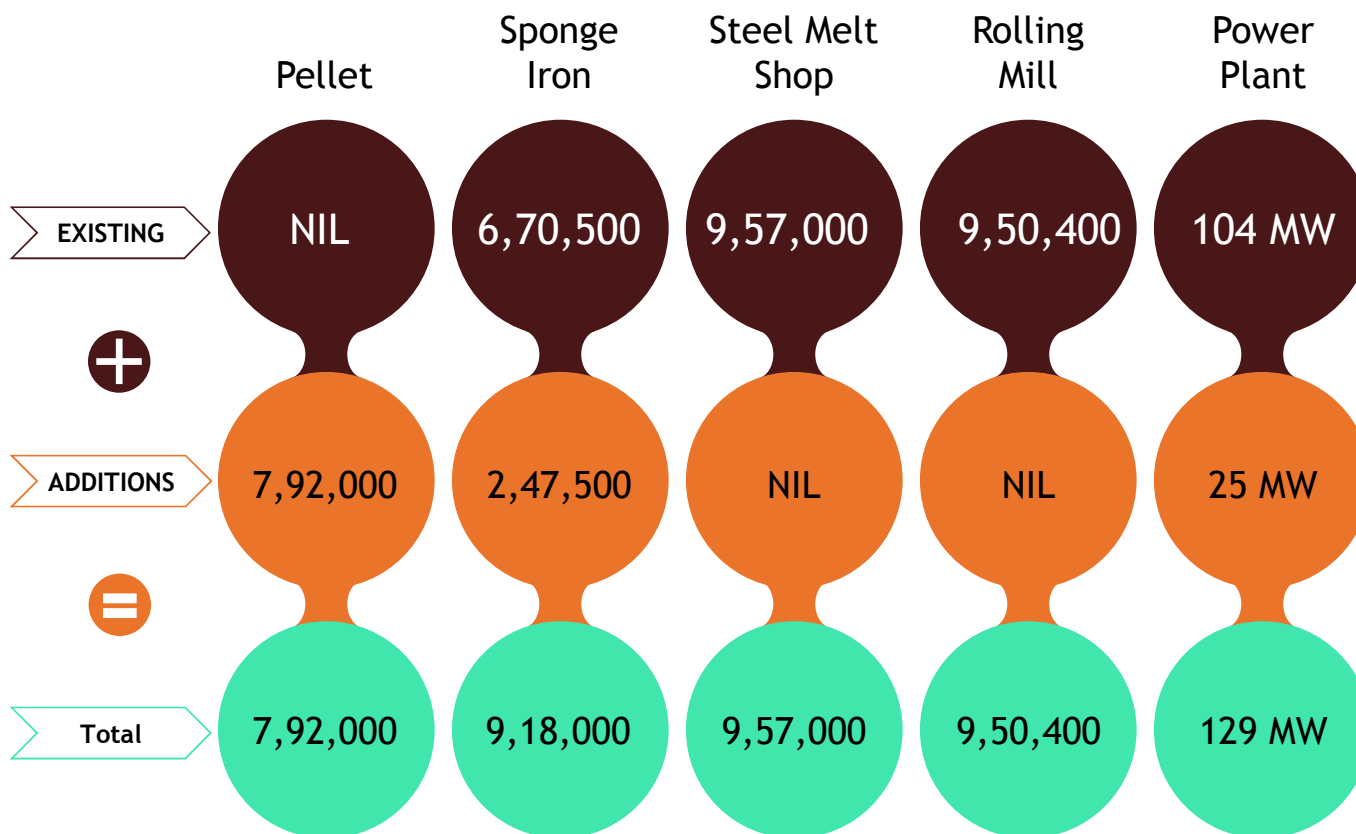 Pellet
Sponge
Iron
Steel Melt
Shop
Rolling
Mill
Power
Plant
EXISTING
NIL
6,70,500
9,57,000
9,50,400
104 MW
+
ADDITIONS
7,92,000
2,47,500
NIL
NIL
25 MW
=
Total
7,92,000
9,18,000
9,57,000
9,50,400
129 MW